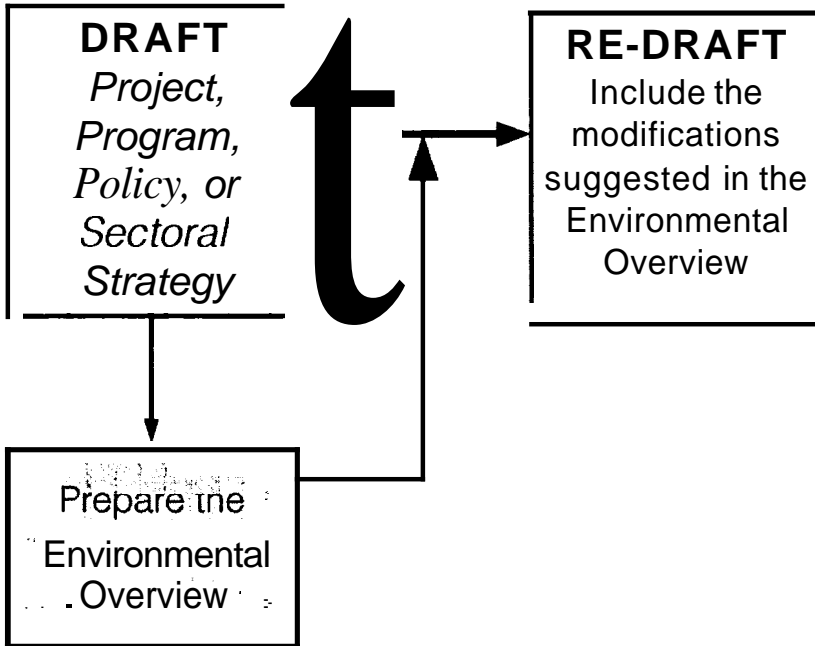 DRAFT
Project,
Program,
Policy, or
Sectoral
Strategy
t
RE-DRAFT
Include the
modifications
suggested in the
Environmental
Overview
Prepare the
Environmental
Overview